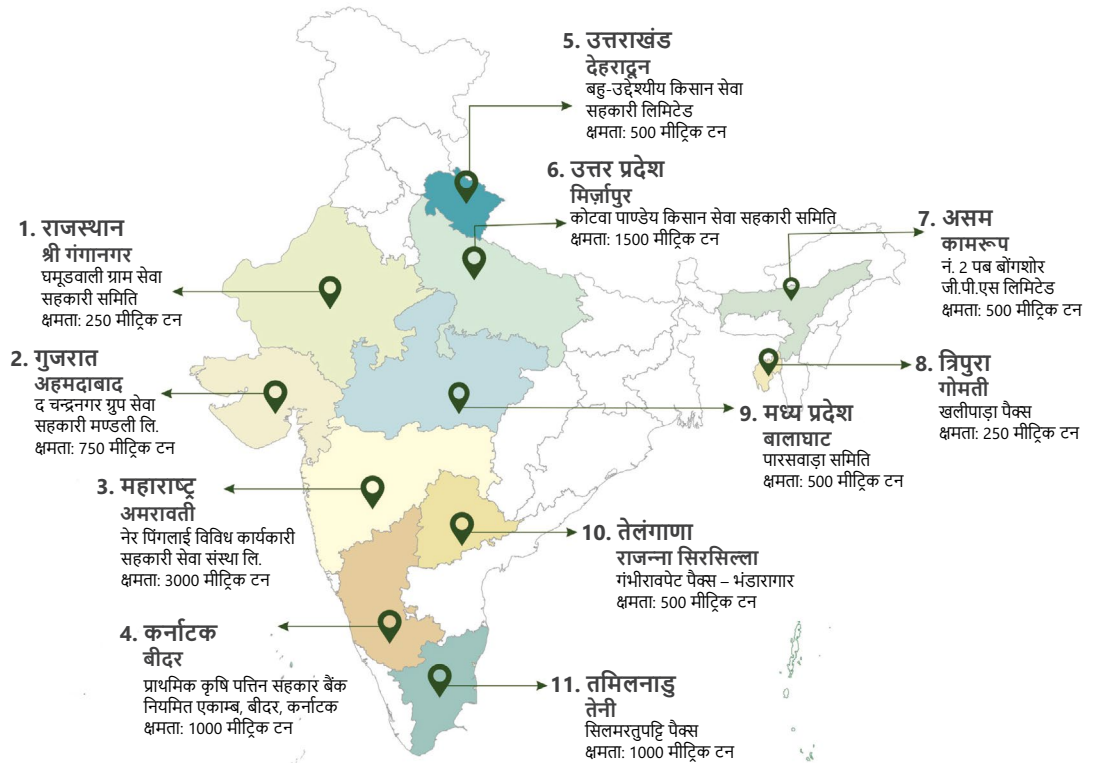 1. राजस्थान
श्री गंगानगर
घमूडवाली ग्राम सेवा
सहकारी समिति
क्षमता: 250 मीट्रिक टन
2. गुजरात
अहमदाबाद
द चन्द्रनगर ग्रुप सेवा
सहकारी मण्डली लि.
क्षमता: 750 मीट्रिक टन
3. महाराष्ट्र
अमरावती
नेर पिंगलाई विविध कार्यकारी
सहकारी सेवा संस्था लि.
क्षमता: 3000 मीट्रिक टन
4. कर्नाटक
बीदर
प्राथमिक कृषि पत्तिन सहकार बैंक
नियमित एकाम्ब, बीदर, कर्नाटक
क्षमता: 1000 मीट्रिक टन
5. उत्तराखंड
देहरादून
बहु-उद्देश्यीय किसान सेवा
सहकारी लिमिटेड
क्षमता: 500 मीट्रिक टन
6. उत्तर प्रदेश
मिर्ज़ापुर
कोटवा पाण्डेय किसान सेवा सहकारी समिति
क्षमता: 1500 मीट्रिक टन
7. असम
कामरूप
नं. 2 पब बोंगशोर
जी.पी.एस लिमिटेड
क्षमता: 500 मीट्रिक टन
8. त्रिपुरा
गोमती
खलीपाड़ा पैक्स
क्षमता: 250 मीट्रिक टन
9. मध्य प्रदेश
बालाघाट
पारसवाड़ा समिति
क्षमता: 500 मीट्रिक टन
10. तेलंगाणा
राजन्ना सिरसिल्ला
गंभीरावपेट पैक्स – भंडारागार
क्षमता: 500 मीट्रिक टन
11. तमिलनाडु
तेनी
सिलमरतुपट्टि पैक्स
क्षमता: 1000 मीट्रिक टन